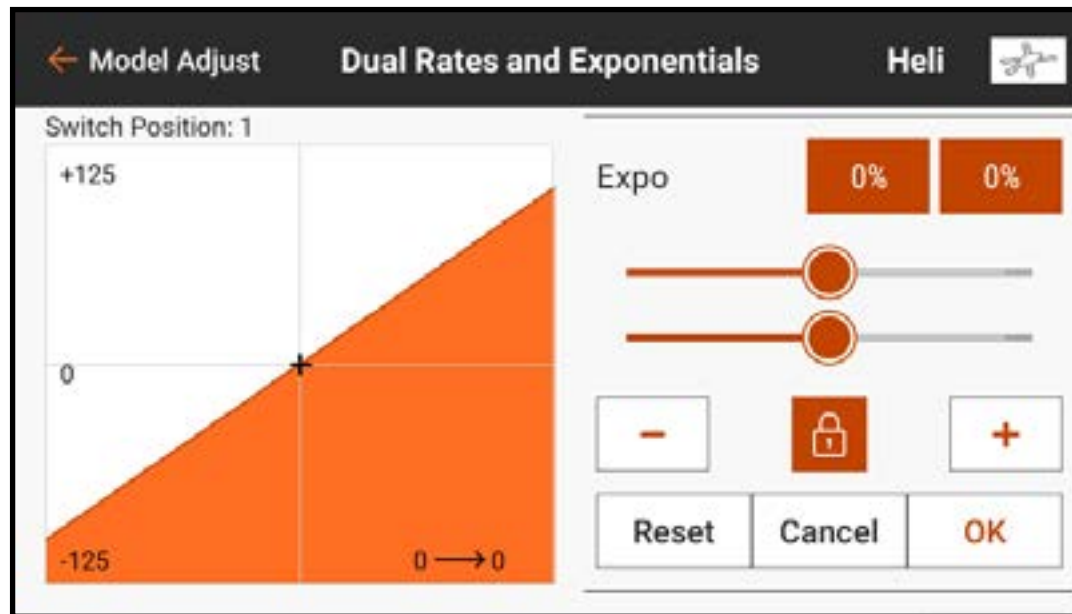 ← Model Adjust Dual Rates and Exponentials Heli
Switch Position: 1
+125
0
-125
0 → 0
Expo 0% 0%
− +
Reset Cancel OK